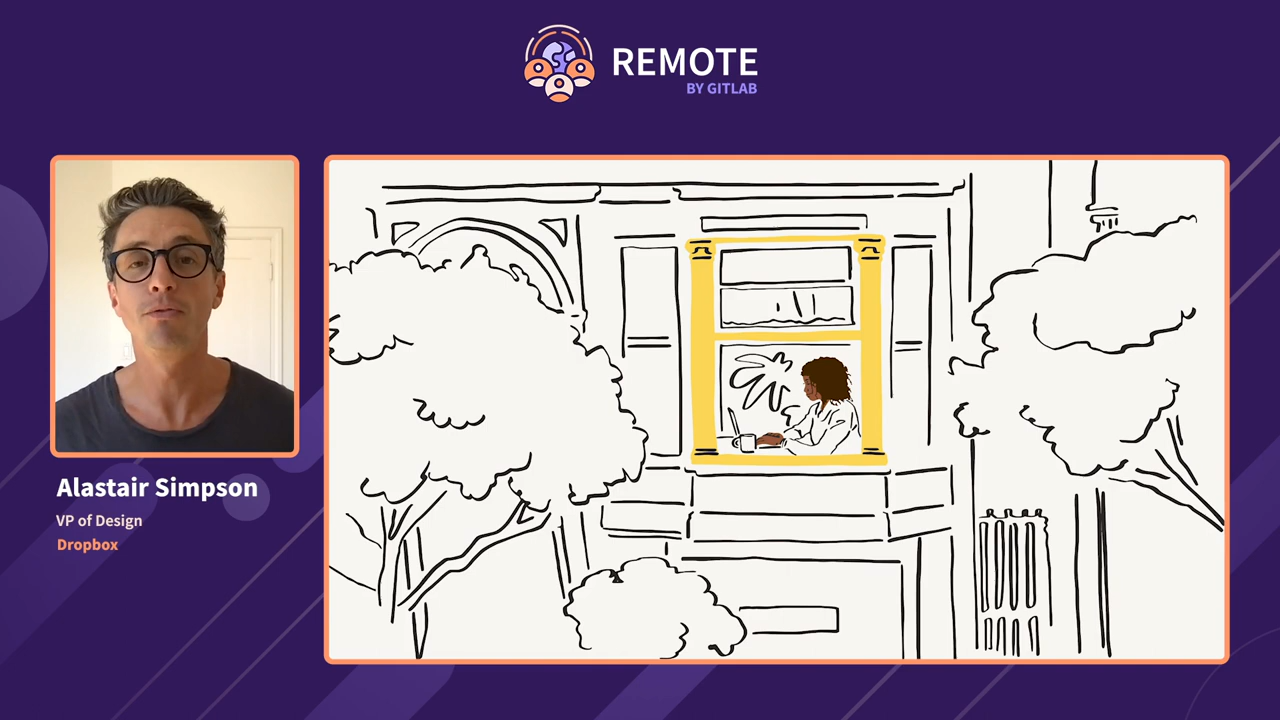 REMOTE
BY GITLAB
Alastair Simpson
VP of Design
Dropbox